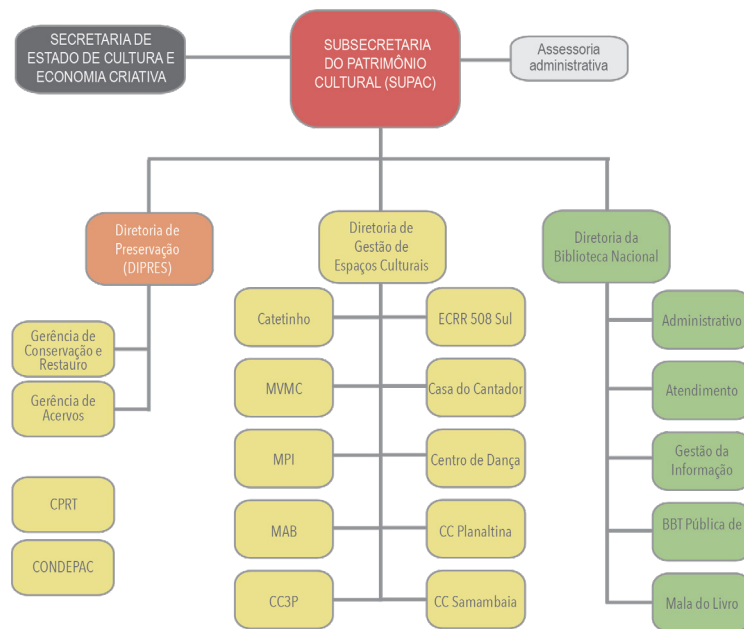 SECRETARIA DE
ESTADO DE CULTURA E
ECONOMIA CRIATIVA
SUBSECRETARIA
DO PATRIMÔNIO
CULTURAL (SUPAC)
Assessoria
administrativa
Diretoria de
Preservação
(DIPRES)
Diretoria de
Gestão de
Espaços Culturais
Diretoria da
Biblioteca Nacional
Gerência de
Conservação e
Restauro
Gerência de
Acervos
CPRT
CONDEPAC
Catetinho
ECRR 508 Sul
MVMC
Casa do Cantador
MPI
Centro de Dança
MAB
CC Planaltina
CC3P
CC Samambaia
Administrativo
Atendimento
Gestão da
Informação
BBT Pública de
Mala do Livro